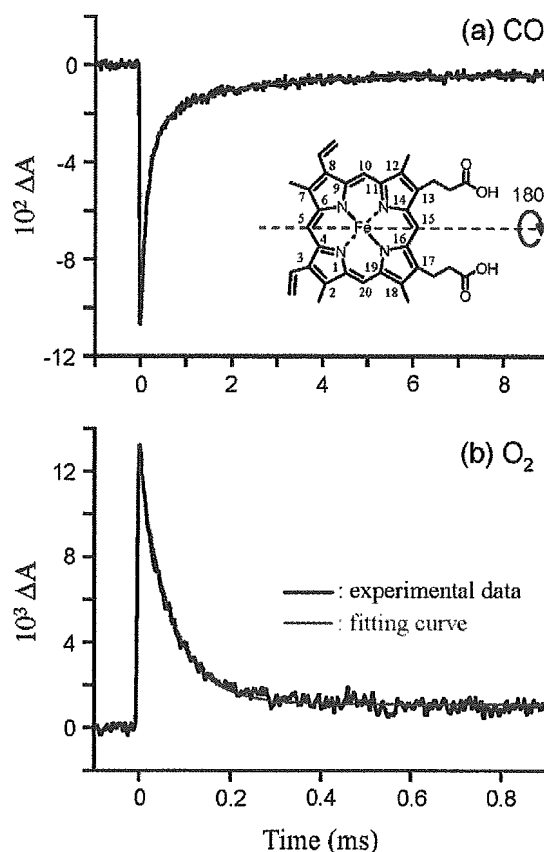 (a) CO
0
-4
-8
-12
10² ΔA
8
10
12
7
9
11
13
OH
O
6
N
N
14
5
Fe
15
180
4
N
N
16
3
1
19
17
2
20
18
O
OH
0
2
4
6
8
(b) O₂
12
8
4
0
10³ ΔA
: experimental data
: fitting curve
0
0.2
0.4
0.6
0.8
Time (ms)